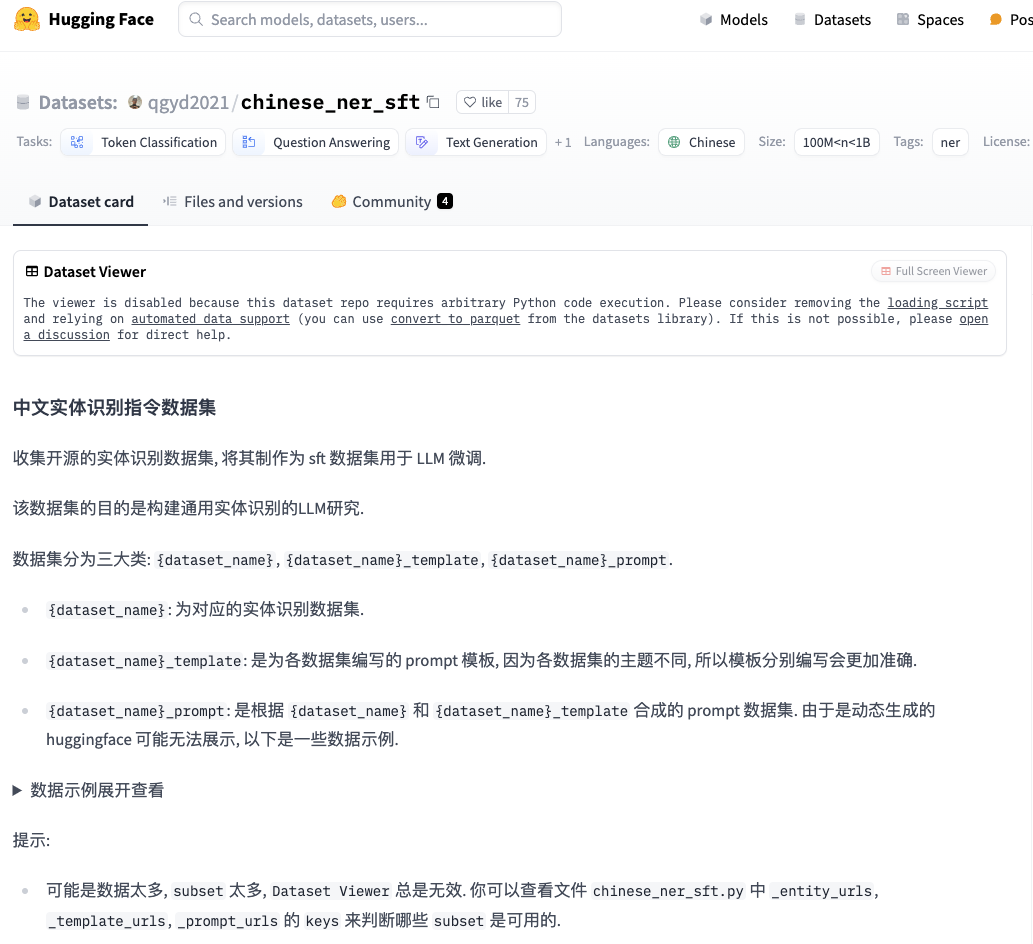 Hugging Face
Search models, datasets, users...
Models
Datasets
Spaces
Pos
Datasets: qgyd2021/chinese_ner_sft
like 75
Tasks: Token Classification Question Answering Text Generation + 1 Languages: Chinese Size: 100M<n<1B Tags: ner License:
Dataset card
Files and versions
Community 4
Dataset Viewer
Full Screen Viewer
The viewer is disabled because this dataset repo requires arbitrary Python code execution. Please consider removing the loading script
and relying on automated data support (you can use convert to parquet from the datasets library). If this is not possible, please open
a discussion for direct help.
中文实体识别指令数据集
收集开源的实体识别数据集, 将其制作为 sft 数据集用于 LLM 微调.
该数据集的目的是构建通用实体识别的LLM研究.
数据集分为三大类: {dataset_name}, {dataset_name}_template, {dataset_name}_prompt.
{dataset_name}: 为对应的实体识别数据集.
{dataset_name}_template: 是为各数据集编写的 prompt 模板, 因为各数据集的主题不同, 所以模板分别编写会更加准确.
{dataset_name}_prompt: 是根据 {dataset_name} 和 {dataset_name}_template 合成的 prompt 数据集. 由于是动态生成的
huggingface 可能无法展示, 以下是一些数据示例.
数据示例展开查看
提示:
可能是数据太多, subset 太多, Dataset Viewer 总是无效. 你可以查看文件 chinese_ner_sft.py 中 _entity_urls,
_template_urls, _prompt_urls 的 keys 来判断哪些 subset 是可用的.